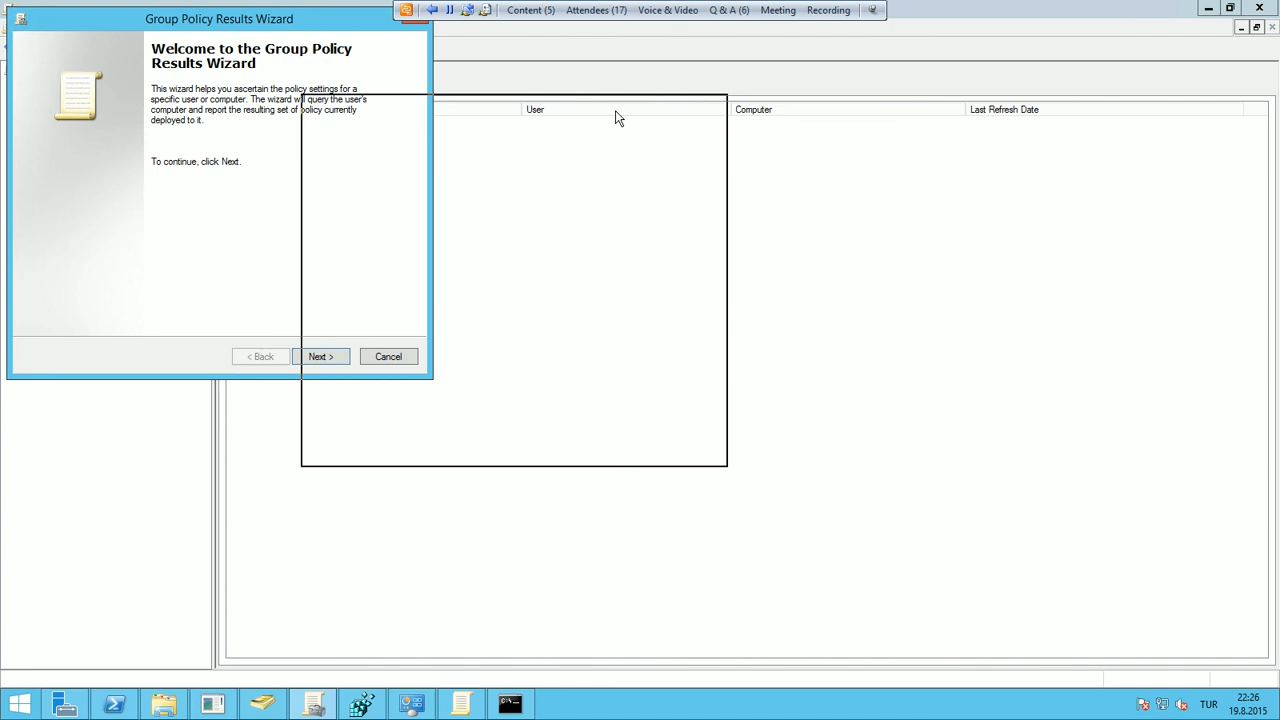 Group Policy Results Wizard
Content (5) Attendees (17) Voice & Video Q & A (6) Meeting Recording
Welcome to the Group Policy
Results Wizard
This wizard helps you ascertain the policy settings for a
specific user or computer. The wizard will query the user's
computer and report the resulting set of policy currently
deployed to it.
To continue, click Next.
User Computer Last Refresh Date
< Back Next > Cancel
TUR
22:26
19.8.2015